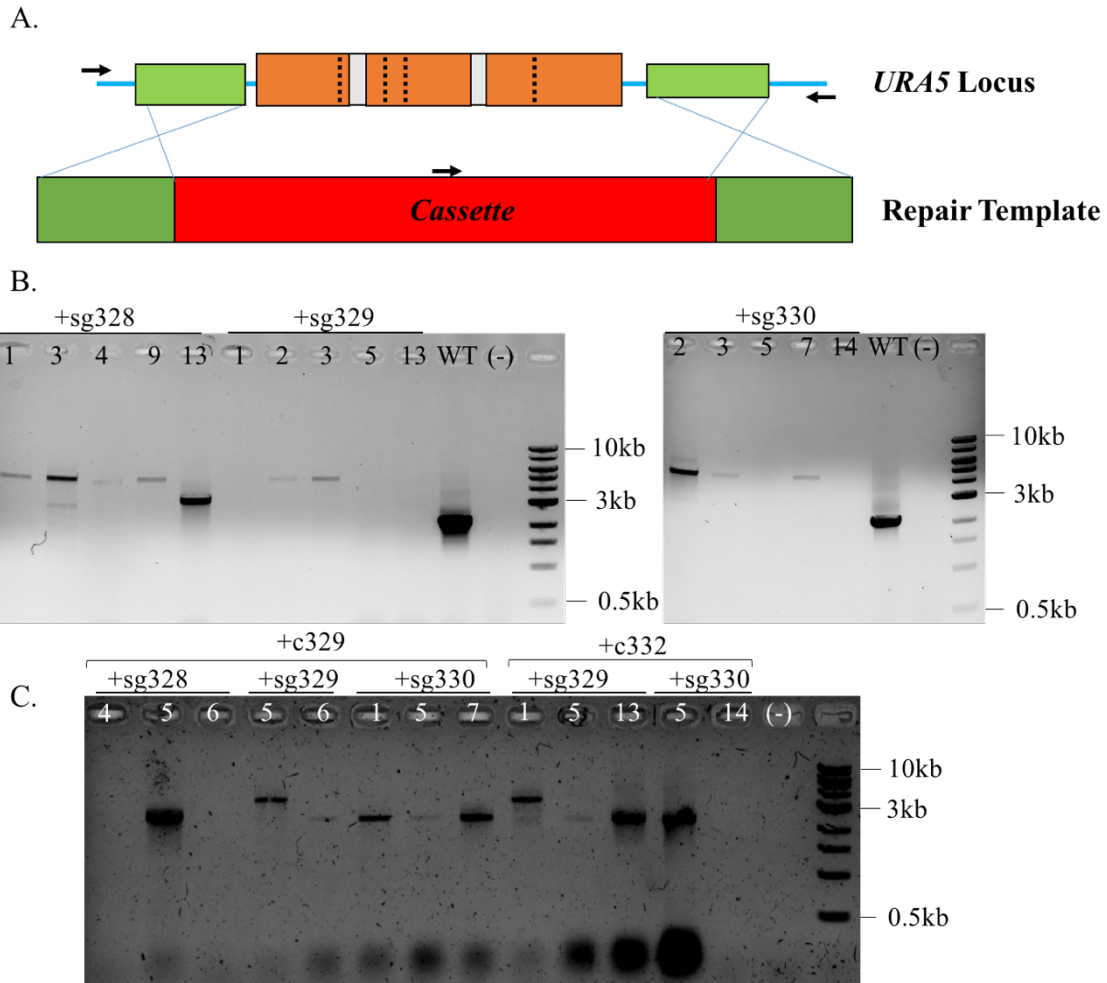 A.
URA5 Locus
Cassette
Repair Template
B.
+sg328 +sg329 +sg330
1 3 4 9 13 1 2 3 5 13 WT (-) 2 3 5 7 14 WT (-)
10kb 10kb
3kb 3kb
0.5kb 0.5kb
+c329 +c332
+sg328 +sg329 +sg330 +sg329 +sg330
C.
4 5 6 5 6 1 5 7 1 5 13 5 14 (-)
10kb
3kb
0.5kb